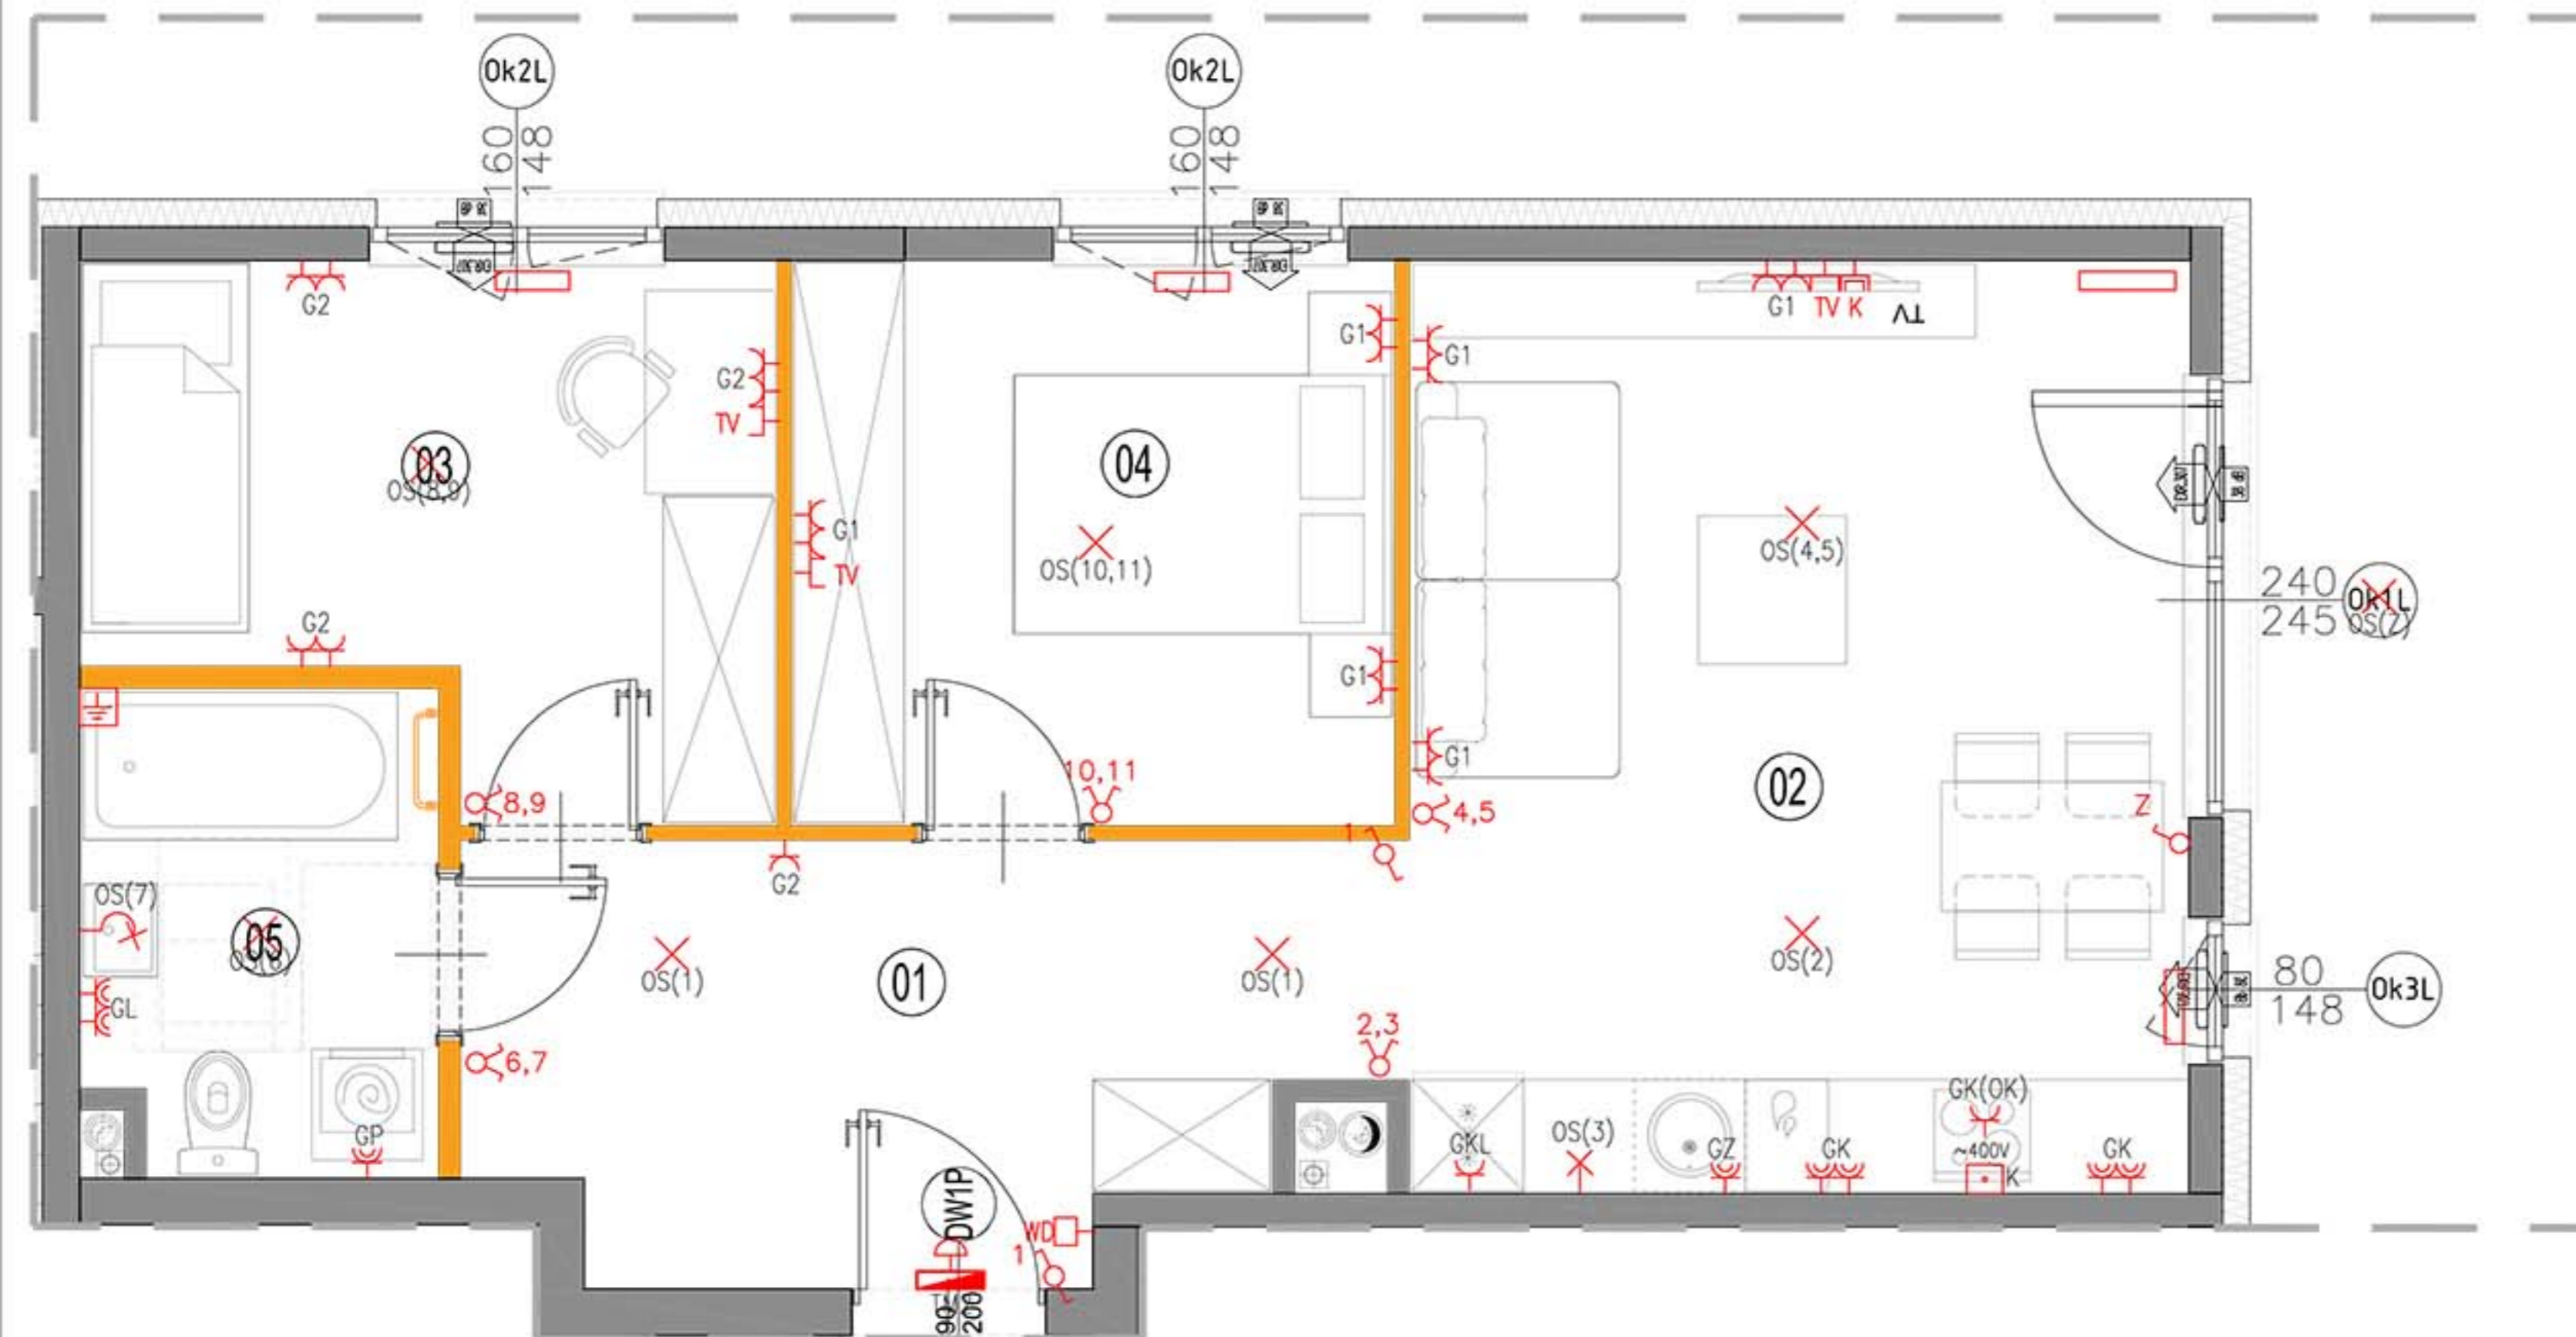 Ok2L
Ok2L
160
148
160
148
G2
G1
TV
K
TV
G1
G1
G2
TV
03
04
OS(4,5)
G1
TV
OS(10,11)
240
245
Ok1L
OS(Z)
G2
G1
G1
10,11
02
8,9
4,5
Z
1
G2
OS(7)
05
OS(1)
01
OS(1)
OS(2)
80
148
Ok3L
GL
6,7
2,3
GP
GKL
OS(3)
GZ
GK
GK(OK)
~400V
K
GK
DW1P
WD
1
90
200